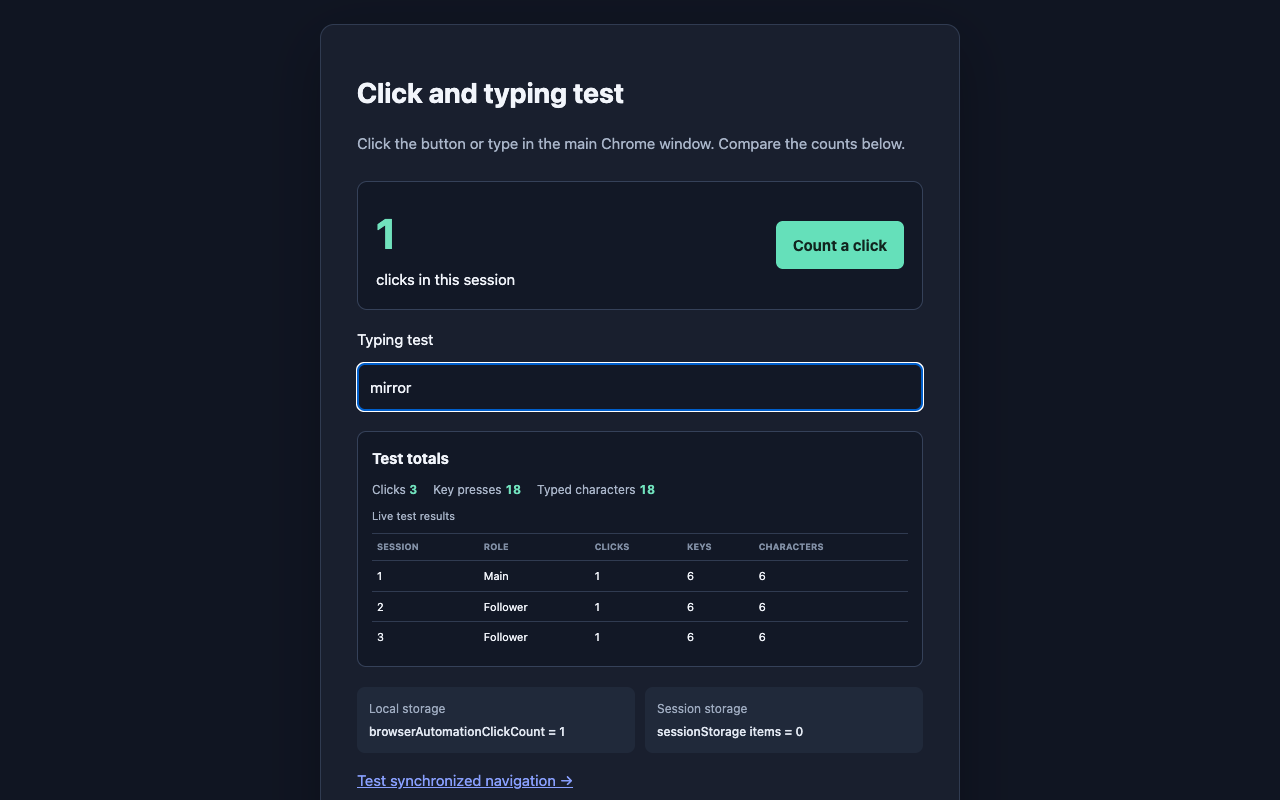 Click and typing test
Click the button or type in the main Chrome window. Compare the counts below.
1
clicks in this session
Count a click
Typing test
mirror
Test totals
Clicks 3 Key presses 18 Typed characters 18
Live test results
SESSION ROLE CLICKS KEYS CHARACTERS
1 Main 1 6 6
2 Follower 1 6 6
3 Follower 1 6 6
Local storage
browserAutomationClickCount = 1
Session storage
sessionStorage items = 0
Test synchronized navigation →